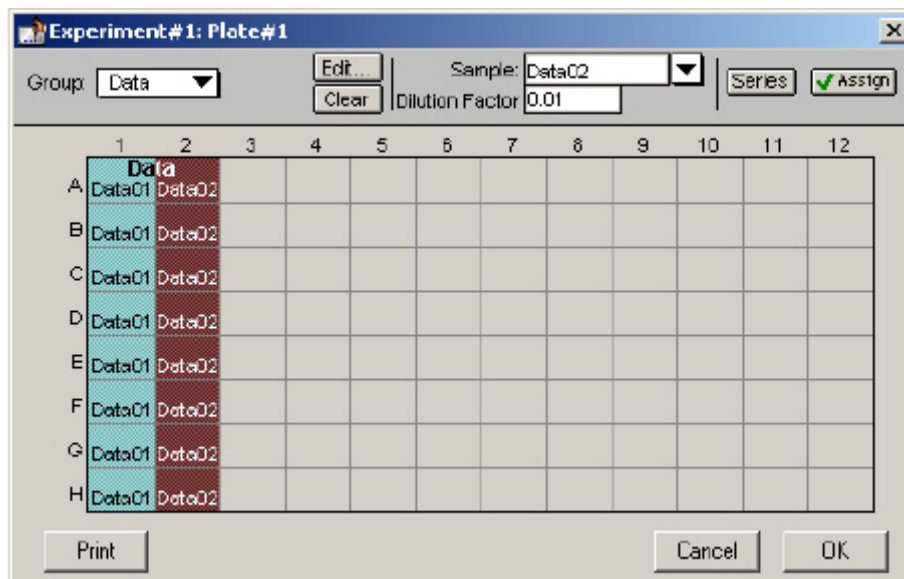 Experiment#1: Plate#1
Group: Data
Edit...
Clear
Sample: Data02
Dilution Factor 0.01
Series
Assign
1 2 3 4 5 6 7 8 9 10 11 12
Data
A Data01 Data02
B Data01 Data02
C Data01 Data02
D Data01 Data02
E Data01 Data02
F Data01 Data02
G Data01 Data02
H Data01 Data02
Print
Cancel
OK